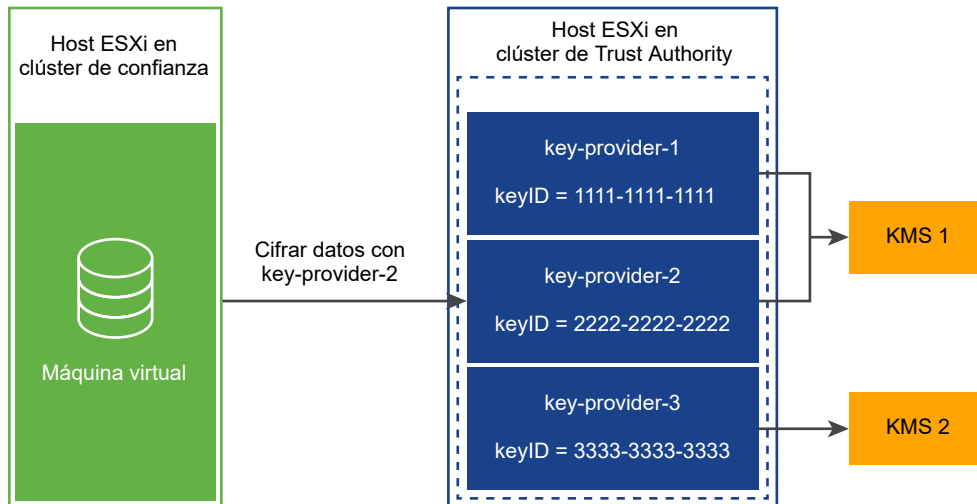 Host ESXi en
clúster de confianza
Máquina virtual
Cifrar datos con
key-provider-2
Host ESXi en
clúster de Trust Authority
key-provider-1
keyID = 1111-1111-1111
key-provider-2
keyID = 2222-2222-2222
key-provider-3
keyID = 3333-3333-3333
KMS 1
KMS 2